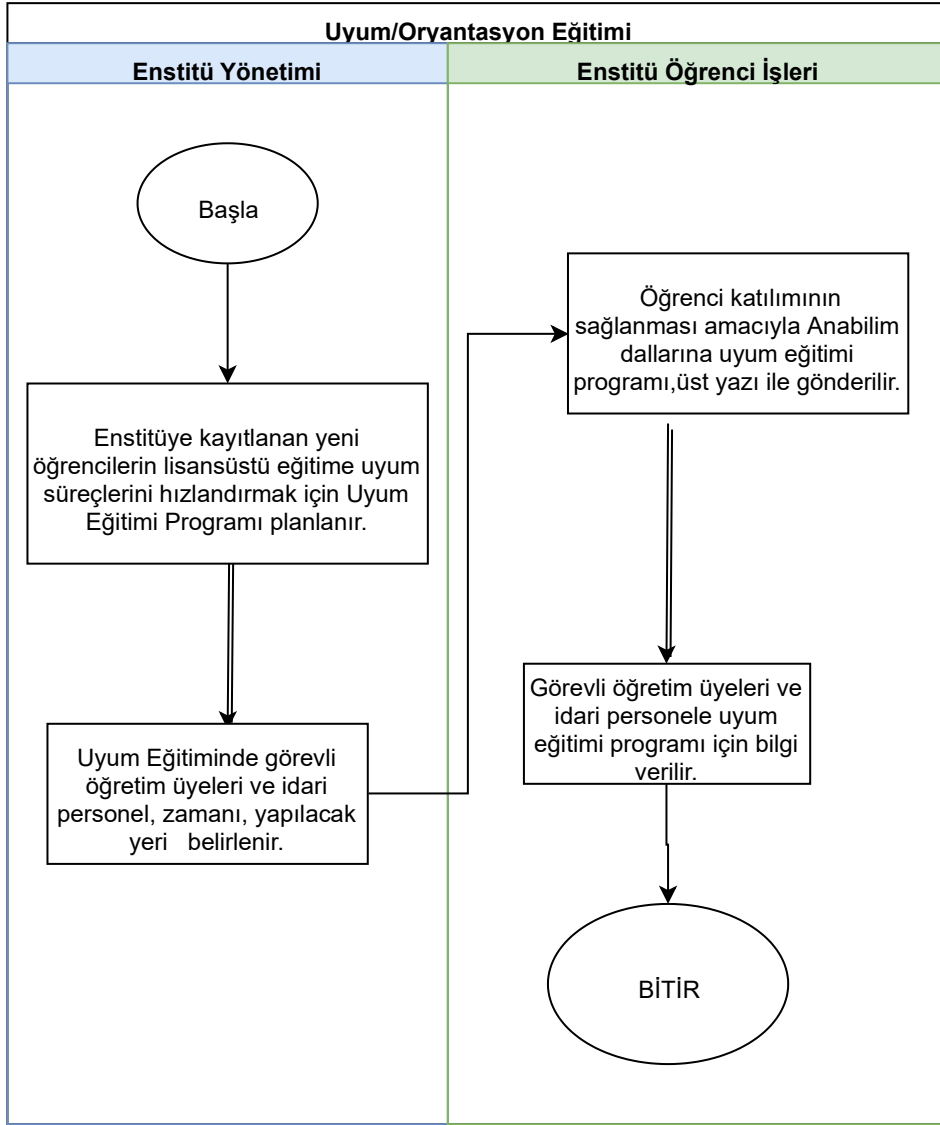 Uyum/Oryantasyon Eğitimi
Enstitü Yönetimi
Enstitü Öğrenci İşleri
Başla
Enstitüye kayıtlanan yeni
öğrencilerin lisansüstü eğitime uyum
süreçlerini hızlandırmak için Uyum
Eğitimi Programı planlanır.
Uyum Eğitiminde görevli
öğretim üyeleri ve idari
personel, zamanı, yapılacak
yeri belirlenir.
Öğrenci katılımının
sağlanması amacıyla Anabilim
dallarına uyum eğitimi
programı,üst yazı ile gönderilir.
Görevli öğretim üyeleri ve
idari personele uyum
eğitimi programı için bilgi
verilir.
BİTİR